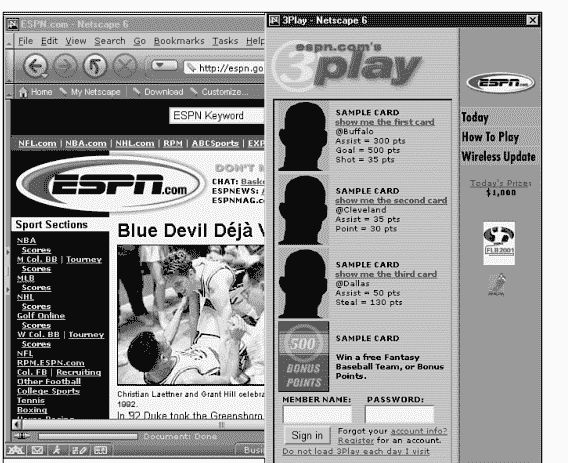 ESPN.com - Netscape 6
File Edit View Search Go Bookmarks Tasks Help
http://espn.go
Home My Netscape Download Customize...
ESPN Keyword
NFL.com | NBA.com | NHL.com | RPM | ABCSports |
ESPN.com
DON'T
CHAT:
ESPNEWS:
ESPNMAG.c
Sport Sections
NBA
Scores
M Col. BB | Tourney
Scores
MLB
Scores
NHL
Scores
Golf Online
Scores
W Col. BB | Tourney
Scores
NFL
RPM.ESPN.com
Col. FB | Recruiting
Other Football
College Sports
Tennis
Boxing
Blue Devil Déjà V
Christian Laettner and Grant Hill celebra
1992.
In '92 Duke took the Greensboro
Document: Done
Busi
3Play - Netscape 6
espn.com's
3play
SAMPLE CARD
show me the first card
@Buffalo
Assist = 300 pts
Goal = 500 pts
Shot = 35 pts
SAMPLE CARD
show me the second card
@Cleveland
Assist = 35 pts
Point = 30 pts
SAMPLE CARD
show me the third card
@Dallas
Assist = 50 pts
Steal = 130 pts
500
BONUS
POINTS
SAMPLE CARD
Win a free Fantasy
Baseball Team, or Bonus
Points.
MEMBER NAME: PASSWORD:
Sign in
Forgot your account info?
Register for an account.
Do not load 3Play each day I visit
ESPN.com
Today
How To Play
Wireless Update
Today's Prizes
$1,000
FLB2001